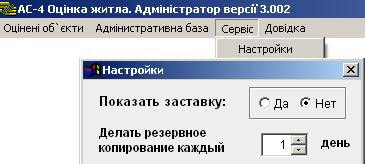 АС-4 Оцінка житла. Адміністратор версії 3.002
Оцінені об`єкти Адміністративна база Сервіс Довідка
Настройки
Настройки
Показать заставку: Да Нет
Делать резервное
копирование каждый 1 день